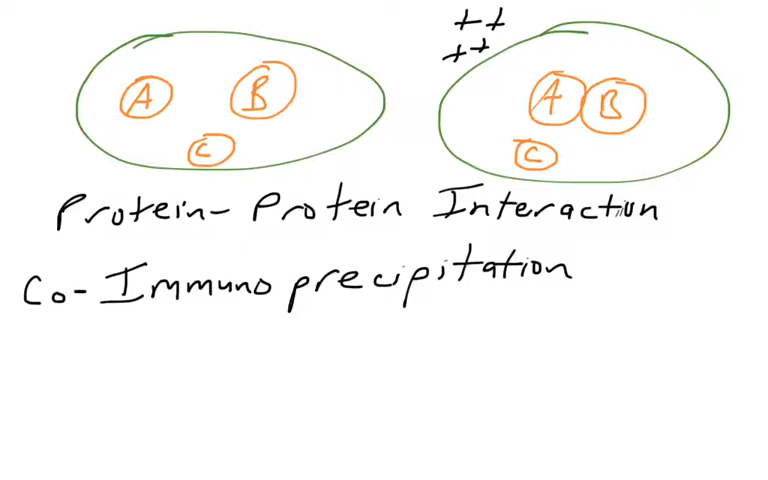 ++
++
A B A B
C C
Protein-Protein Interaction
Co-Immunoprecipitation